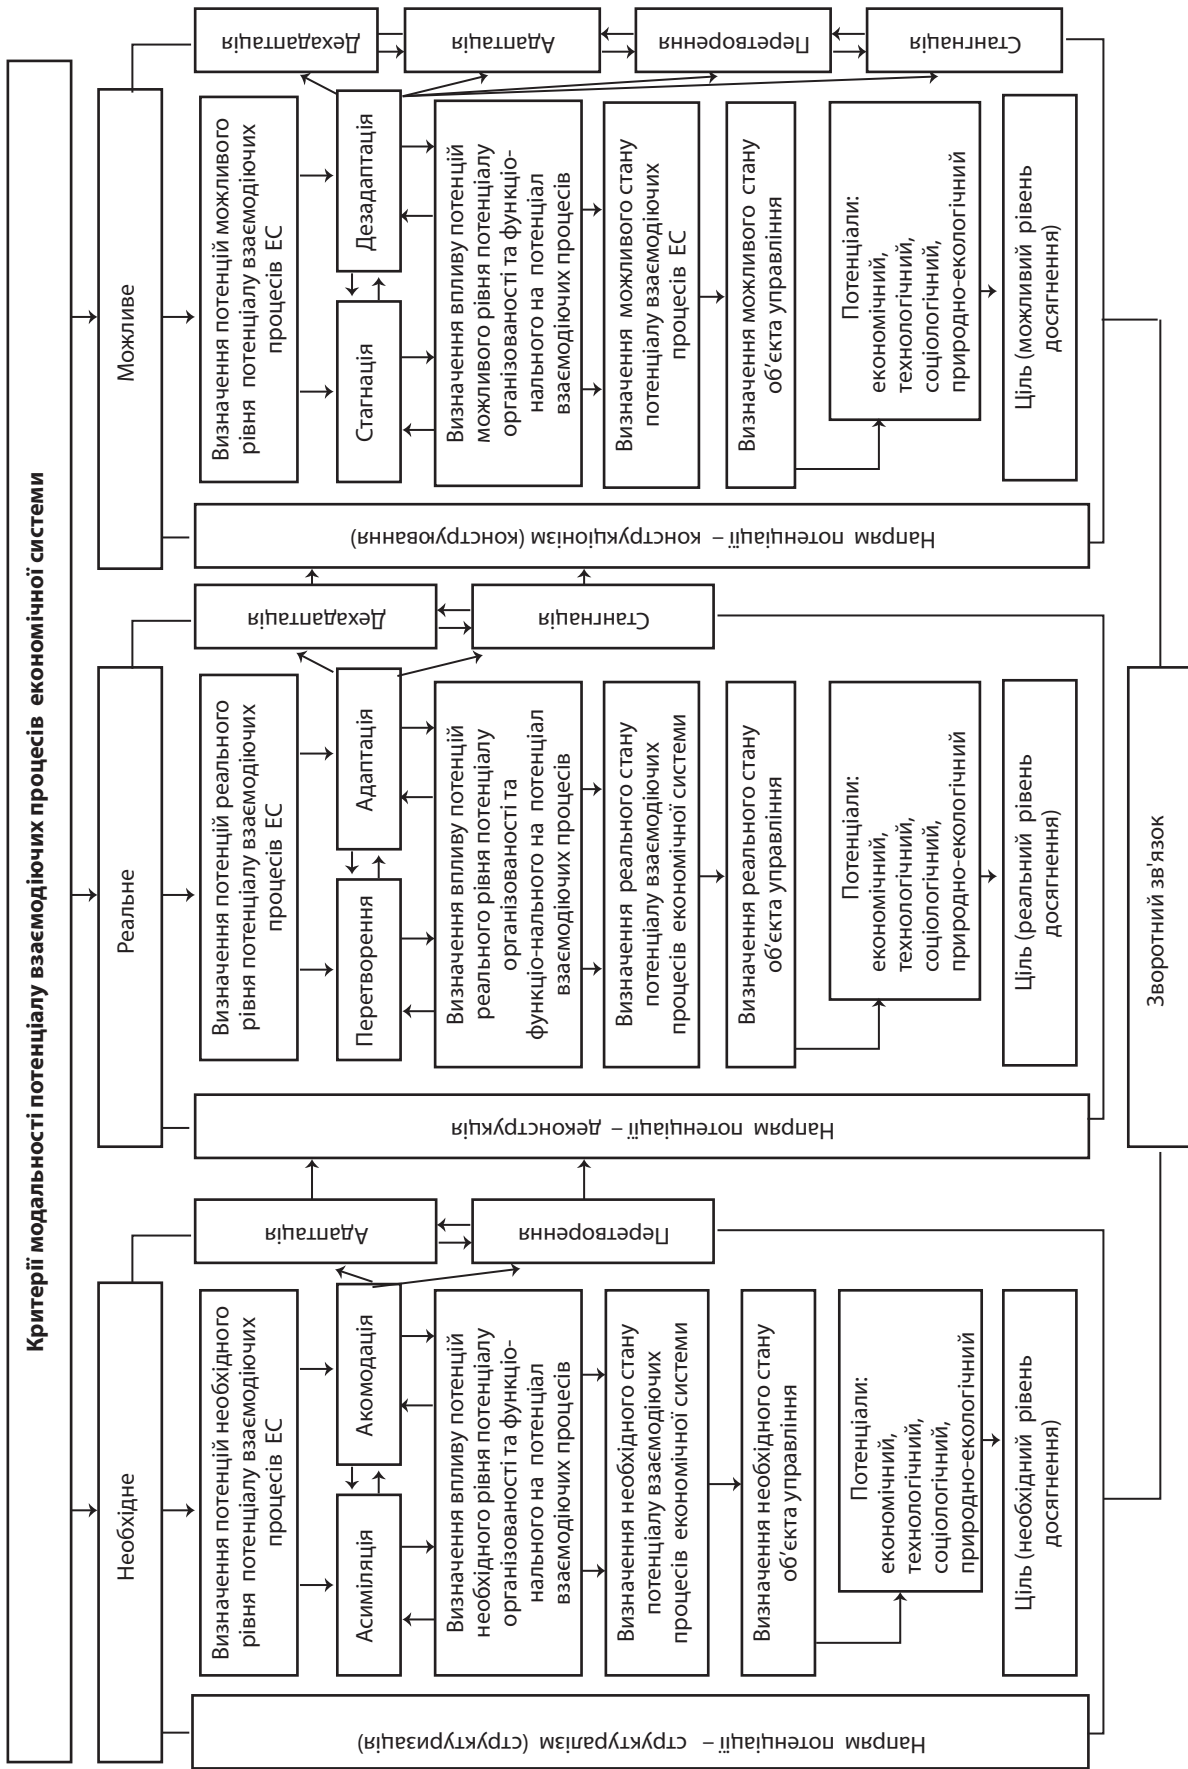 Критерії модальності потенціалу взаємодіючих процесів економічної системи
Необхідне
Напрям потенціації – структуралізм (структуризація)
Визначення потенцій необхідного
рівня потенціалу взаємодіючих
процесів ЕС
Асиміляція
Акомодація
Визначення впливу потенцій
необхідного рівня потенціалу
організованості та функціо-
нального на потенціал
взаємодіючих процесів
Визначення необхідного стану
потенціалу взаємодіючих
процесів економічної системи
Визначення необхідного стану
об’єкта управління
Потенціали:
економічний,
технологічний,
соціологічний,
природно-екологічний
Ціль (необхідний рівень
досягнення)
Адаптація
Перетворення
Реальне
Напрям потенціації – деконструкція
Визначення потенцій реального
рівня потенціалу взаємодіючих
процесів ЕС
Перетворення
Адаптація
Визначення впливу потенцій
реального рівня потенціалу
організованості та
функціо-нального на потенціал
взаємодіючих процесів
Визначення реального стану
потенціалу взаємодіючих
процесів економічної системи
Визначення реального стану
об’єкта управління
Потенціали:
економічний,
технологічний,
соціологічний,
природно-екологічний
Ціль (реальний рівень
досягнення)
Дехадаптація
Стангнація
Можливе
Напрям потенціації – конструкціонізм (конструювання)
Визначення потенцій можливого
рівня потенціалу взаємодіючих
процесів ЕС
Стагнація
Дезадаптація
Визначення впливу потенцій
можливого рівня потенціалу
організованості та функціо-
нального на потенціал
взаємодіючих процесів
Визначення можливого стану
потенціалу взаємодіючих
процесів ЕС
Визначення можливого стану
об’єкта управління
Потенціали:
економічний,
технологічний,
соціологічний,
природно-екологічний
Ціль (можливий рівень
досягнення)
Дехадаптація
Адаптація
Перетворення
Стангнація
Зворотний зв'язок